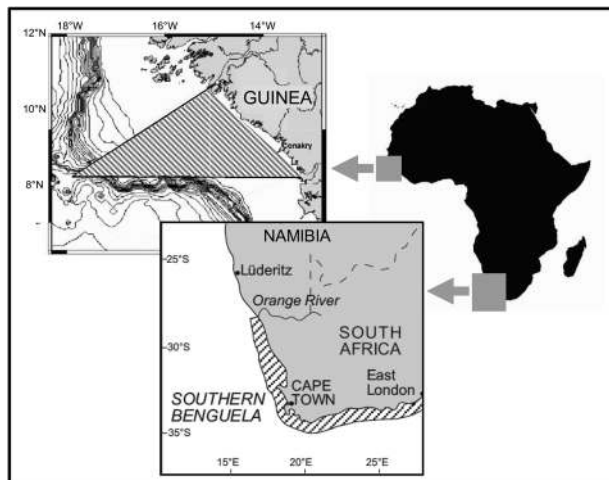 18°W 16° 14°
12°N
GUINEA
10°N
Conakry
8°N
NAMIBIA
25°S
Lüderitz
Orange River
SOUTH
AFRICA
30°S
East
London
CAPE
TOWN
SOUTHERN
BENGUELA
35°S
15°E 20°E 25°E